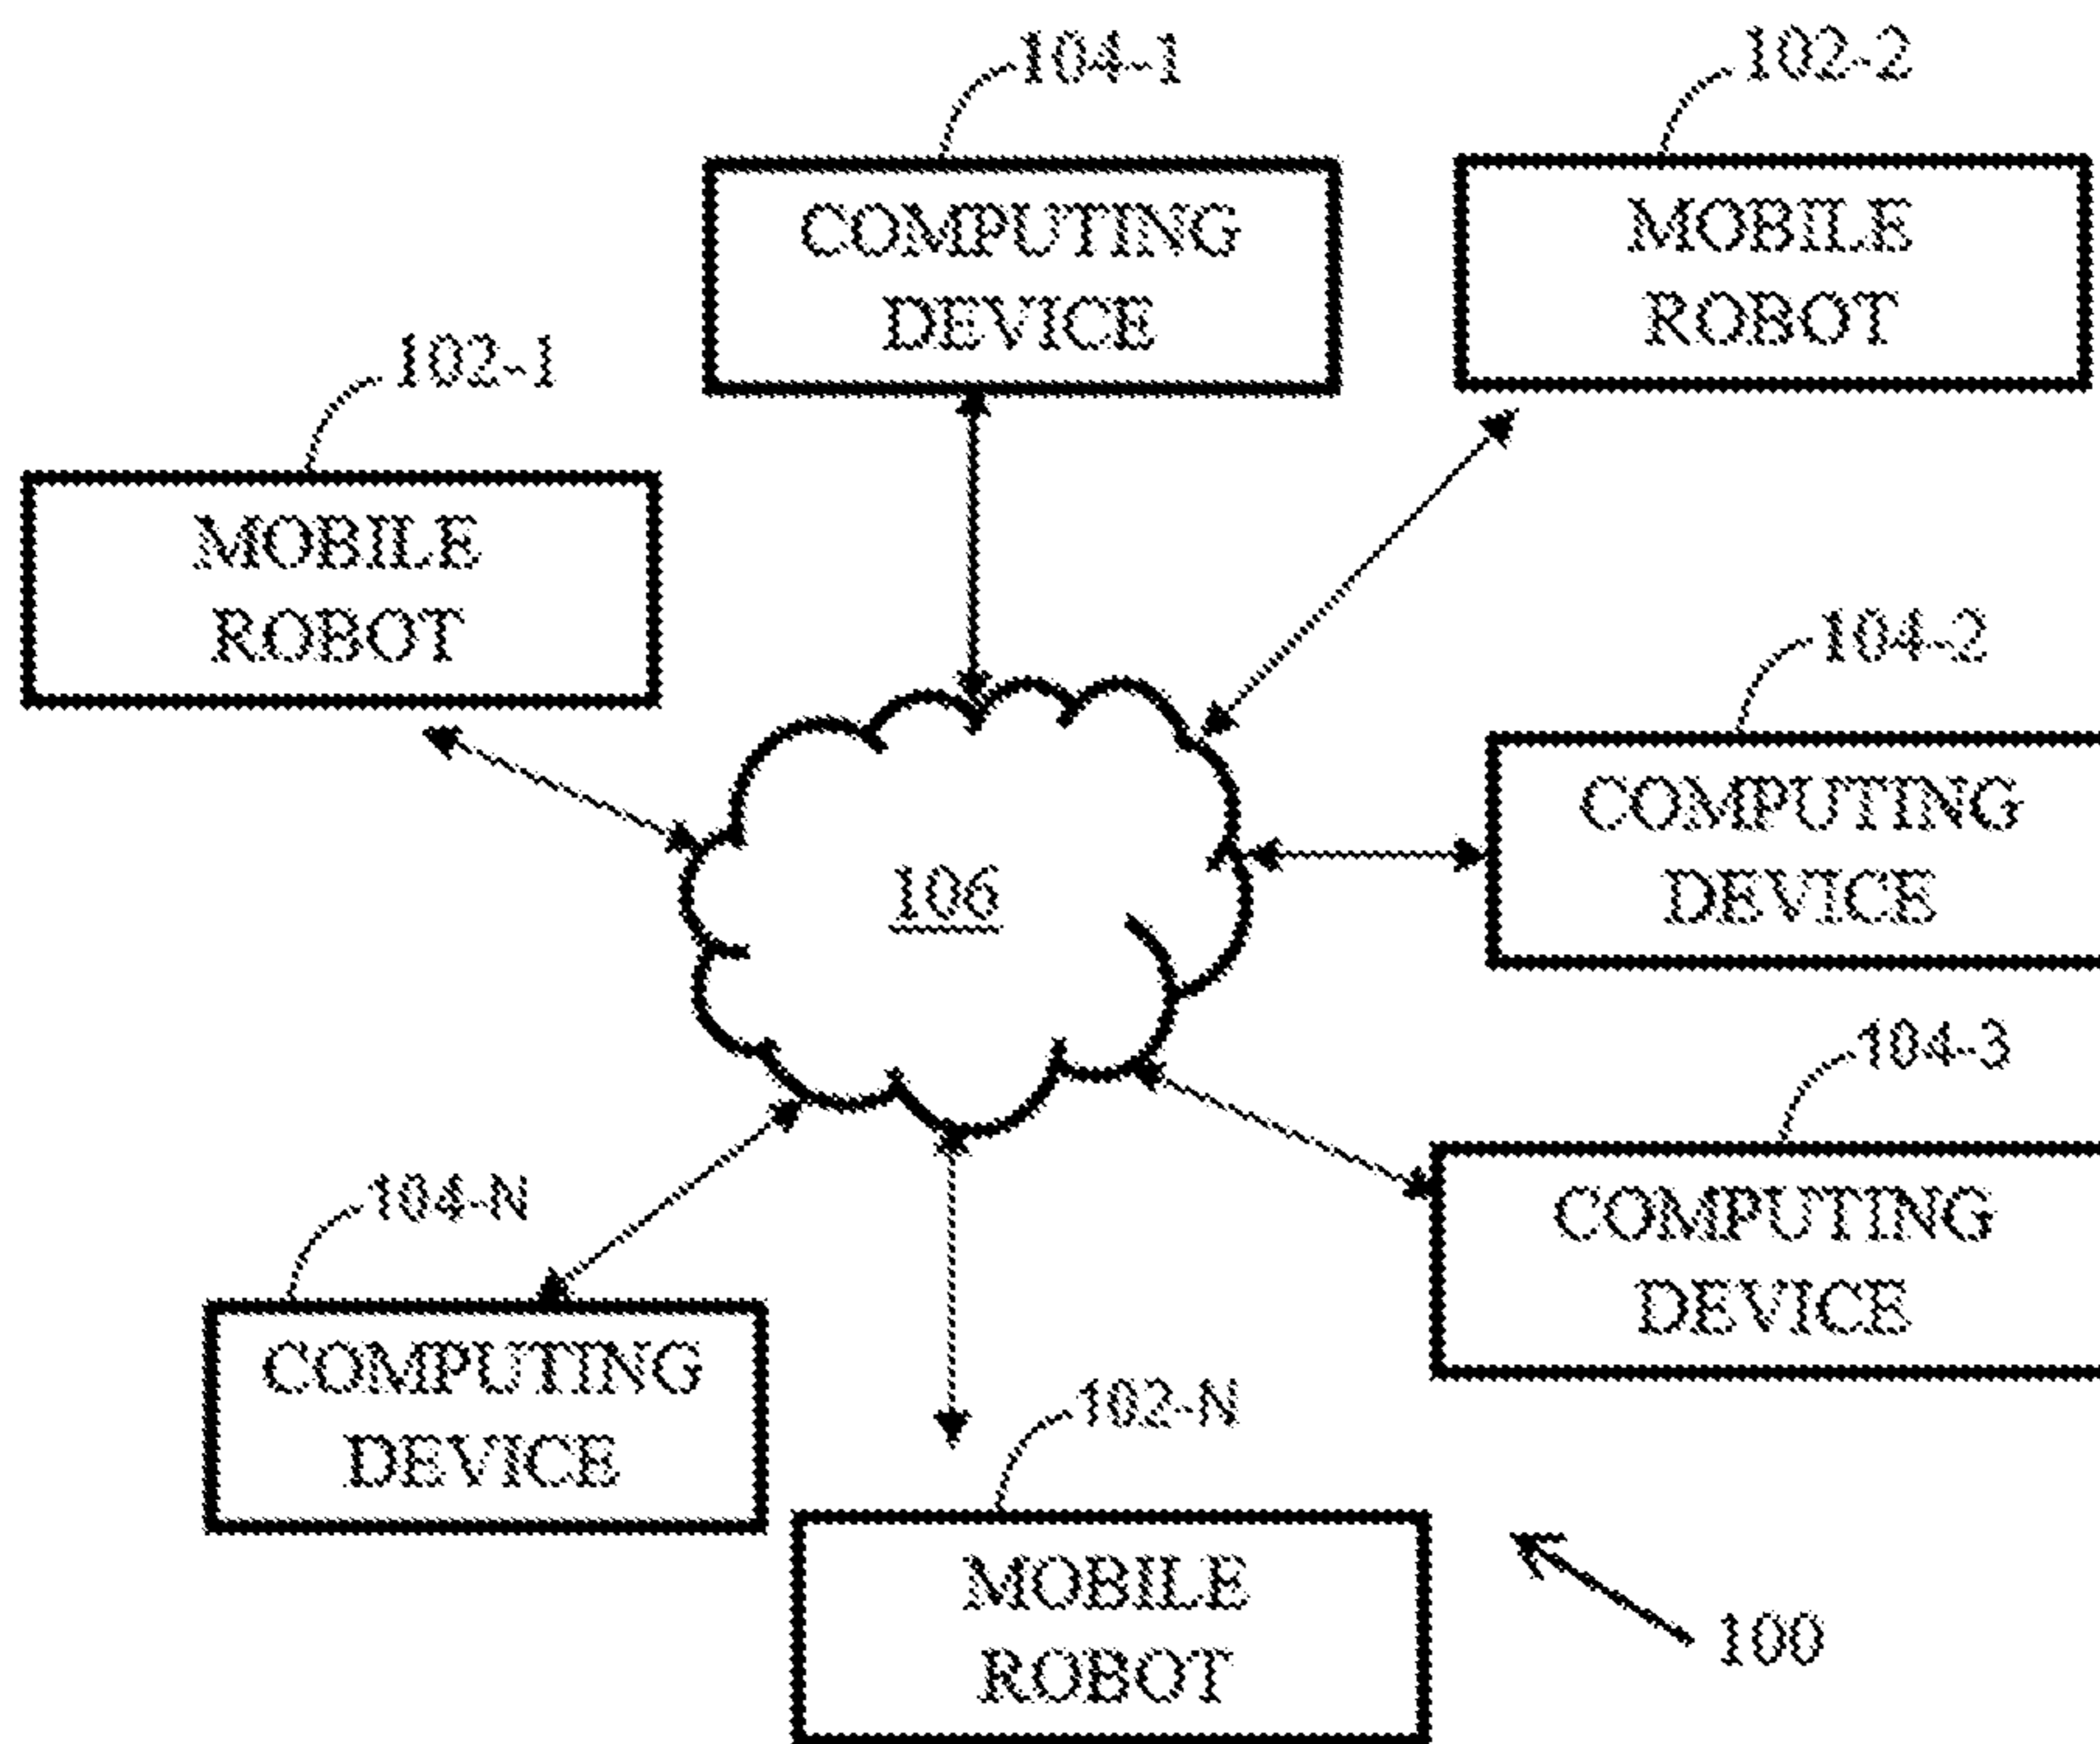 104-1
102-2
COMPUTING
DEVICE
MOBILE
ROBOT
102-1
MOBILE
ROBOT
104-2
COMPUTING
DEVICE
106
104-3
COMPUTING
DEVICE
104-N
COMPUTING
DEVICE
102-N
MOBILE
ROBOT
100